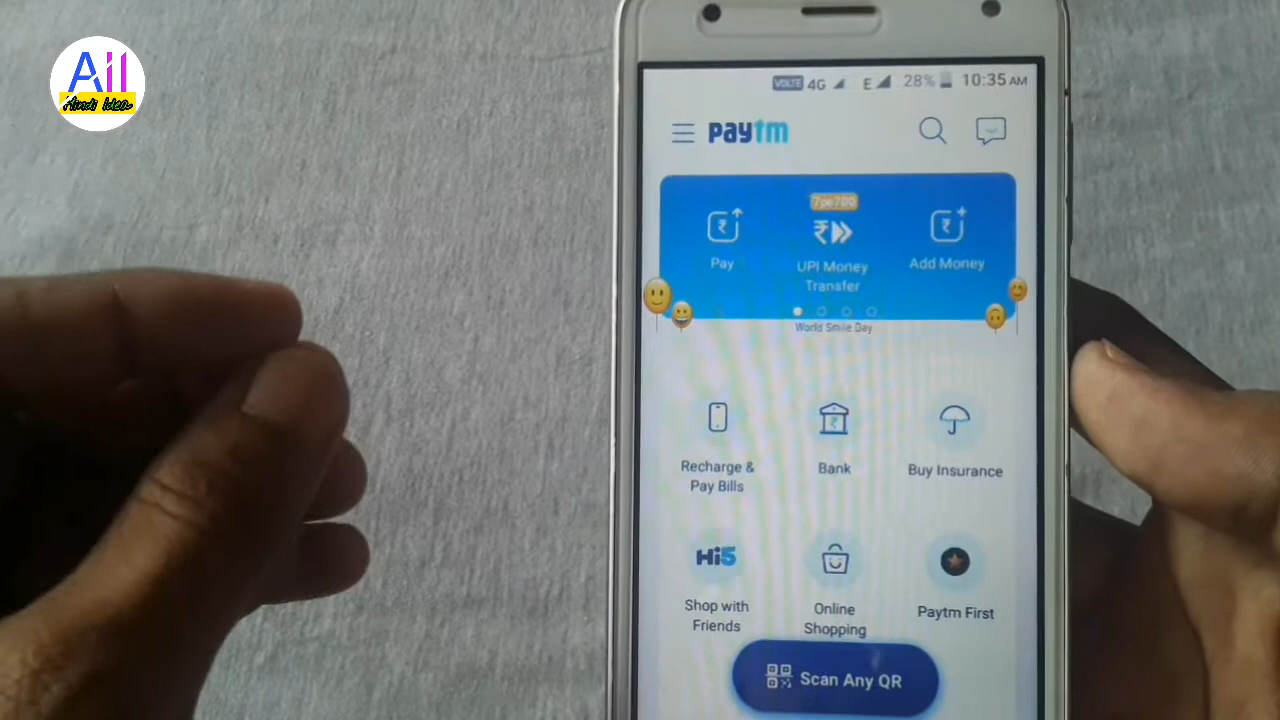 All
Hindi Idea
VOLTE 4G E 28% 10:35 AM
paytm
Pay
UPI Money
Transfer
Add Money
World Smile Day
Recharge &
Pay Bills
Bank
Buy Insurance
Hi5
Shop with
Friends
Online
Shopping
Paytm First
Scan Any QR